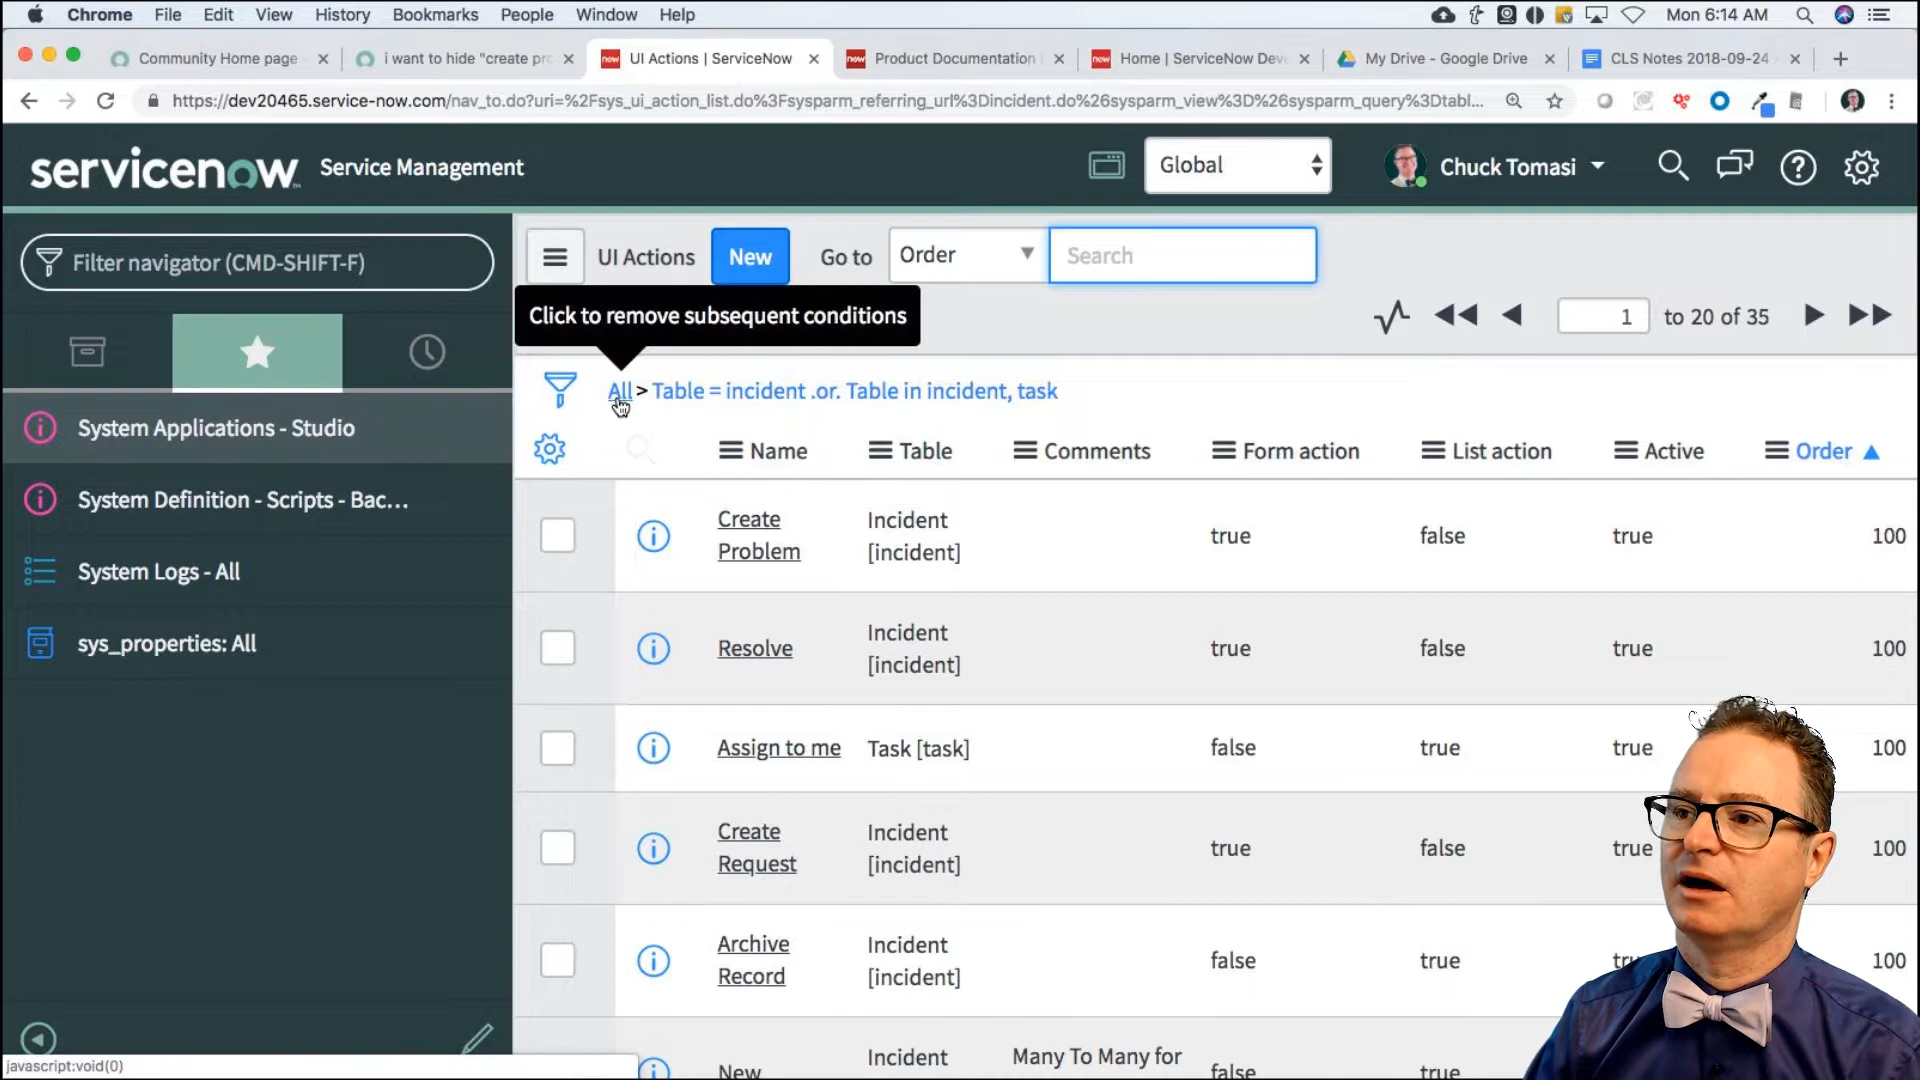 Chrome File Edit View History Bookmarks People Window Help Mon 6:14 AM
Community Home page - i want to hide "create pro UI Actions | ServiceNow Product Documentation Home | ServiceNow Deve My Drive - Google Drive CLS Notes 2018-09-24 -
https://dev20465.service-now.com/nav_to.do?uri=%2Fsys_ui_action_list.do%3Fsysparm_referring_url%3Dincident.do%26sysparm_view%3D%26sysparm_query%3Dtabl...
servicenow Service Management Global Chuck Tomasi
Filter navigator (CMD-SHIFT-F)
System Applications - Studio
System Definition - Scripts - Bac...
System Logs - All
sys_properties: All
UI Actions New Go to Order Search
Click to remove subsequent conditions
1 to 20 of 35
All > Table = incident .or. Table in incident, task
Name Table Comments Form action List action Active Order
Create Problem Incident [incident] true false true 100
Resolve Incident [incident] true false true 100
Assign to me Task [task] false true true 100
Create Request Incident [incident] true false true 100
Archive Record Incident [incident] false true 100
New Incident Many To Many for false true
javascript:void(0)